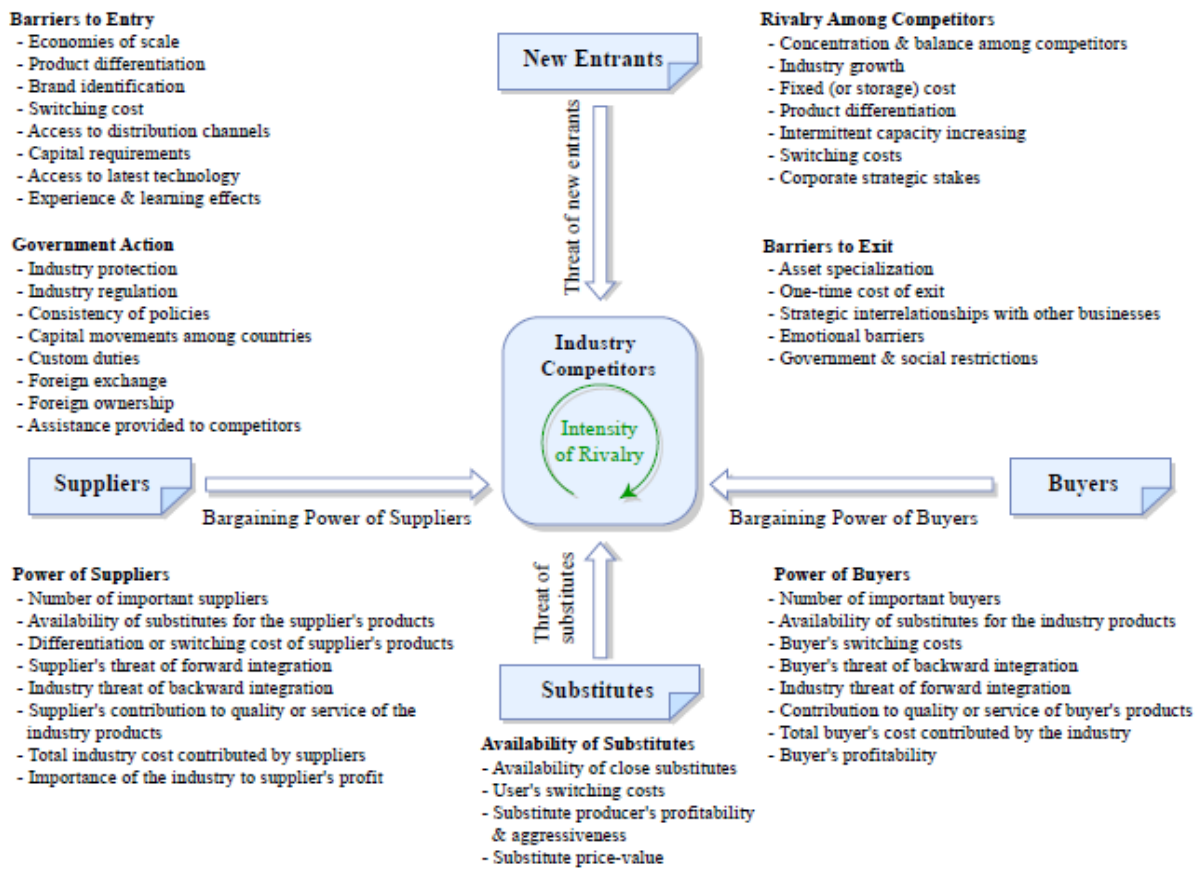 Barriers to Entry
- Economies of scale
- Product differentiation
- Brand identification
- Switching cost
- Access to distribution channels
- Capital requirements
- Access to latest technology
- Experience & learning effects
New Entrants
Threat of new entrants
Rivalry Among Competitors
- Concentration & balance among competitors
- Industry growth
- Fixed (or storage) cost
- Product differentiation
- Intermittent capacity increasing
- Switching costs
- Corporate strategic stakes
Government Action
- Industry protection
- Industry regulation
- Consistency of policies
- Capital movements among countries
- Custom duties
- Foreign exchange
- Foreign ownership
- Assistance provided to competitors
Barriers to Exit
- Asset specialization
- One-time cost of exit
- Strategic interrelationships with other businesses
- Emotional barriers
- Government & social restrictions
Industry
Competitors
Intensity
of Rivalry
Suppliers
Bargaining Power of Suppliers
Buyers
Bargaining Power of Buyers
Power of Suppliers
- Number of important suppliers
- Availability of substitutes for the supplier's products
- Differentiation or switching cost of supplier's products
- Supplier's threat of forward integration
- Industry threat of backward integration
- Supplier's contribution to quality or service of the
industry products
- Total industry cost contributed by suppliers
- Importance of the industry to supplier's profit
Threat of
substitutes
Substitutes
Availability of Substitutes
- Availability of close substitutes
- User's switching costs
- Substitute producer's profitability
& aggressiveness
- Substitute price-value
Power of Buyers
- Number of important buyers
- Availability of substitutes for the industry products
- Buyer's switching costs
- Buyer's threat of backward integration
- Industry threat of forward integration
- Contribution to quality or service of buyer's products
- Total buyer's cost contributed by the industry
- Buyer's profitability